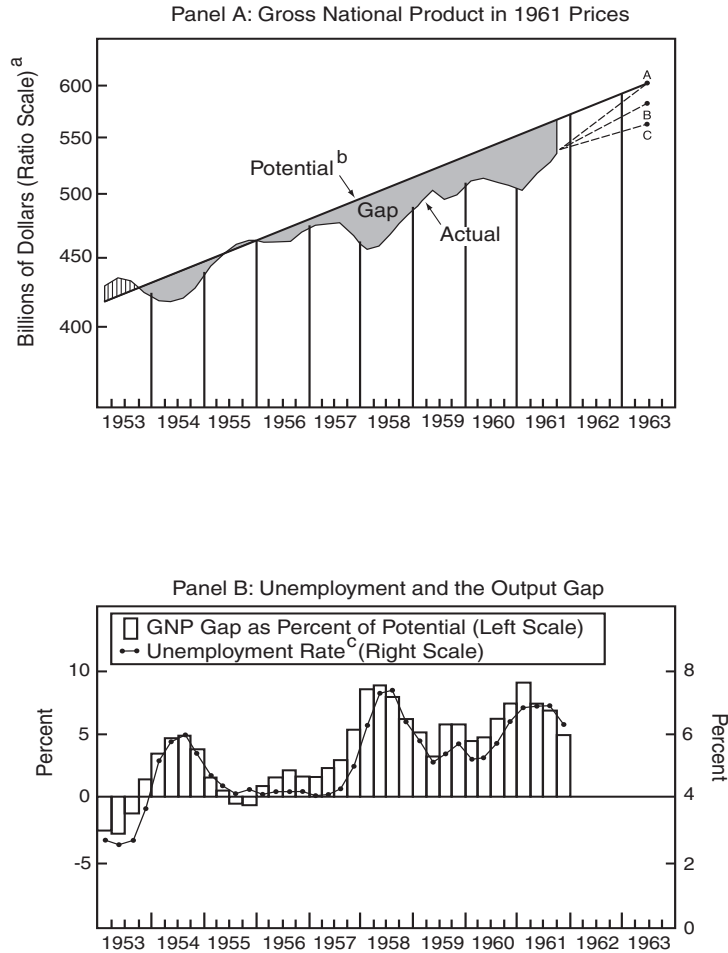 Panel A: Gross National Product in 1961 Prices
Billions of Dollars (Ratio Scale)a
600
550
500
450
400
A
B
C
Potential b
Gap
Actual
1953 1954 1955 1956 1957 1958 1959 1960 1961 1962 1963
Panel B: Unemployment and the Output Gap
GNP Gap as Percent of Potential (Left Scale)
Unemployment Ratec (Right Scale)
Percent
10
5
0
-5
8
6
4
2
0
Percent
1953 1954 1955 1956 1957 1958 1959 1960 1961 1962 1963